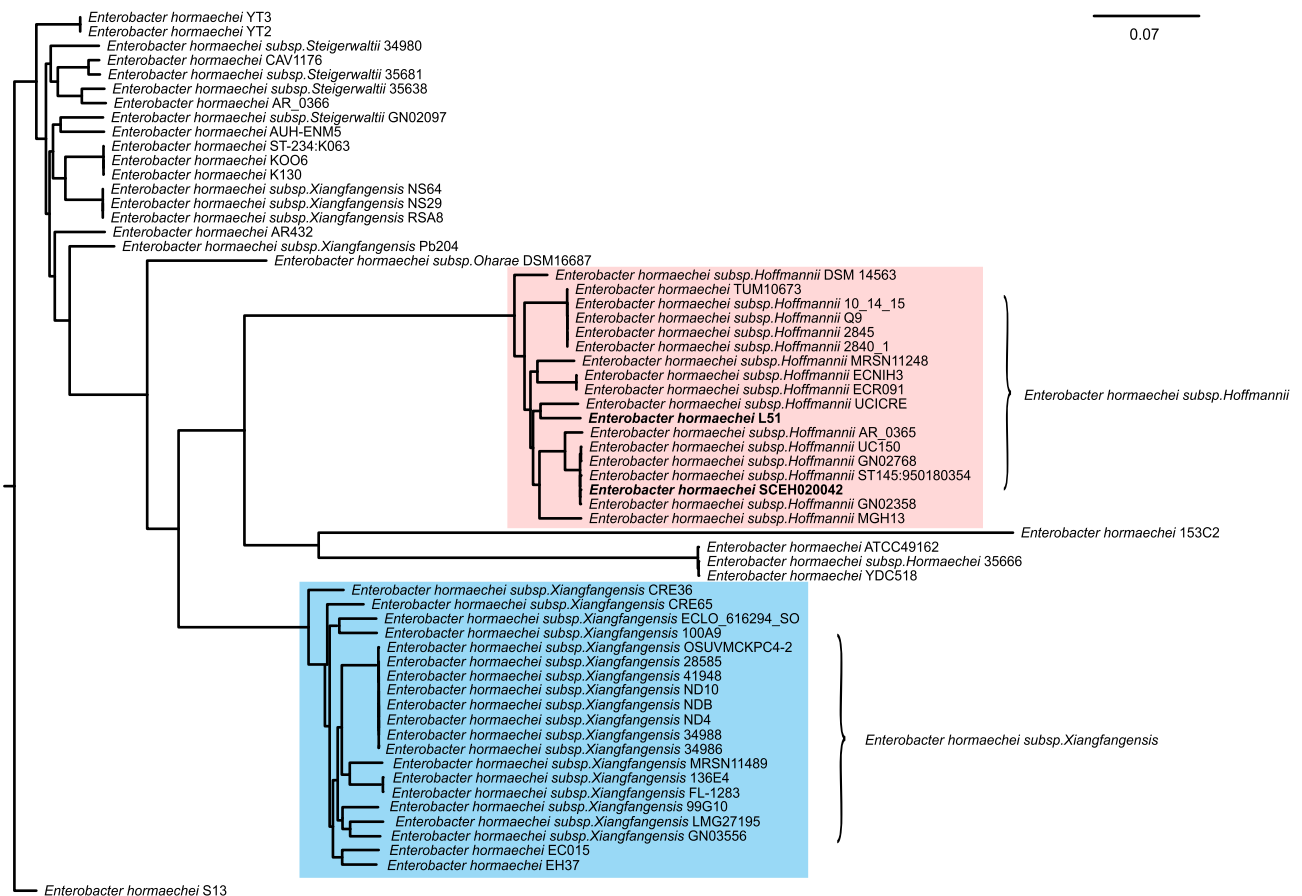 Enterobacter hormaechei YT3
0.07
Enterobacter hormaechei YT2
Enterobacter hormaechei subsp.Steigerwaltii 34980
Enterobacter hormaechei CAV1176
Enterobacter hormaechei subsp.Steigerwaltii 35681
Enterobacter hormaechei subsp.Steigerwaltii 35638
Enterobacter hormaechei AR_0366
Enterobacter hormaechei subsp.Steigerwaltii GN02097
Enterobacter hormaechei AUH-ENM5
Enterobacter hormaechei ST-234:K063
Enterobacter hormaechei KOO6
Enterobacter hormaechei K130
Enterobacter hormaechei subsp.Xiangfangensis NS64
Enterobacter hormaechei subsp.Xiangfangensis NS29
Enterobacter hormaechei subsp.Xiangfangensis RSA8
Enterobacter hormaechei AR432
Enterobacter hormaechei subsp.Xiangfangensis Pb204
Enterobacter hormaechei subsp.Oharae DSM16687
Enterobacter hormaechei subsp.Hoffmannii DSM 14563
Enterobacter hormaechei TUM10673
Enterobacter hormaechei subsp.Hoffmannii 10_14_15
Enterobacter hormaechei subsp.Hoffmannii Q9
Enterobacter hormaechei subsp.Hoffmannii 2845
Enterobacter hormaechei subsp.Hoffmannii 2840_1
Enterobacter hormaechei subsp.Hoffmannii MRSN11248
Enterobacter hormaechei subsp.Hoffmannii ECNIH3
Enterobacter hormaechei subsp.Hoffmannii ECR091
Enterobacter hormaechei subsp.Hoffmannii UCICRE
Enterobacter hormaechei L51
Enterobacter hormaechei subsp.Hoffmannii AR_0365
Enterobacter hormaechei subsp.Hoffmannii UC150
Enterobacter hormaechei subsp.Hoffmannii GN02768
Enterobacter hormaechei subsp.Hoffmannii ST145:950180354
Enterobacter hormaechei SCEH020042
Enterobacter hormaechei subsp.Hoffmannii GN02358
Enterobacter hormaechei subsp.Hoffmannii MGH13
Enterobacter hormaechei subsp.Hoffmannii
Enterobacter hormaechei 153C2
Enterobacter hormaechei ATCC49162
Enterobacter hormaechei subsp.Hormaechei 35666
Enterobacter hormaechei YDC518
Enterobacter hormaechei subsp.Xiangfangensis CRE36
Enterobacter hormaechei subsp.Xiangfangensis CRE65
Enterobacter hormaechei subsp.Xiangfangensis ECLO_616294_SO
Enterobacter hormaechei subsp.Xiangfangensis 100A9
Enterobacter hormaechei subsp.Xiangfangensis OSUVMCKPC4-2
Enterobacter hormaechei subsp.Xiangfangensis 28585
Enterobacter hormaechei subsp.Xiangfangensis 41948
Enterobacter hormaechei subsp.Xiangfangensis ND10
Enterobacter hormaechei subsp.Xiangfangensis NDB
Enterobacter hormaechei subsp.Xiangfangensis ND4
Enterobacter hormaechei subsp.Xiangfangensis 34988
Enterobacter hormaechei subsp.Xiangfangensis 34986
Enterobacter hormaechei subsp.Xiangfangensis MRSN11489
Enterobacter hormaechei subsp.Xiangfangensis 136E4
Enterobacter hormaechei subsp.Xiangfangensis FL-1283
Enterobacter hormaechei subsp.Xiangfangensis 99G10
Enterobacter hormaechei subsp.Xiangfangensis LMG27195
Enterobacter hormaechei subsp.Xiangfangensis GN03556
Enterobacter hormaechei EC015
Enterobacter hormaechei EH37
Enterobacter hormaechei subsp.Xiangfangensis
Enterobacter hormaechei S13